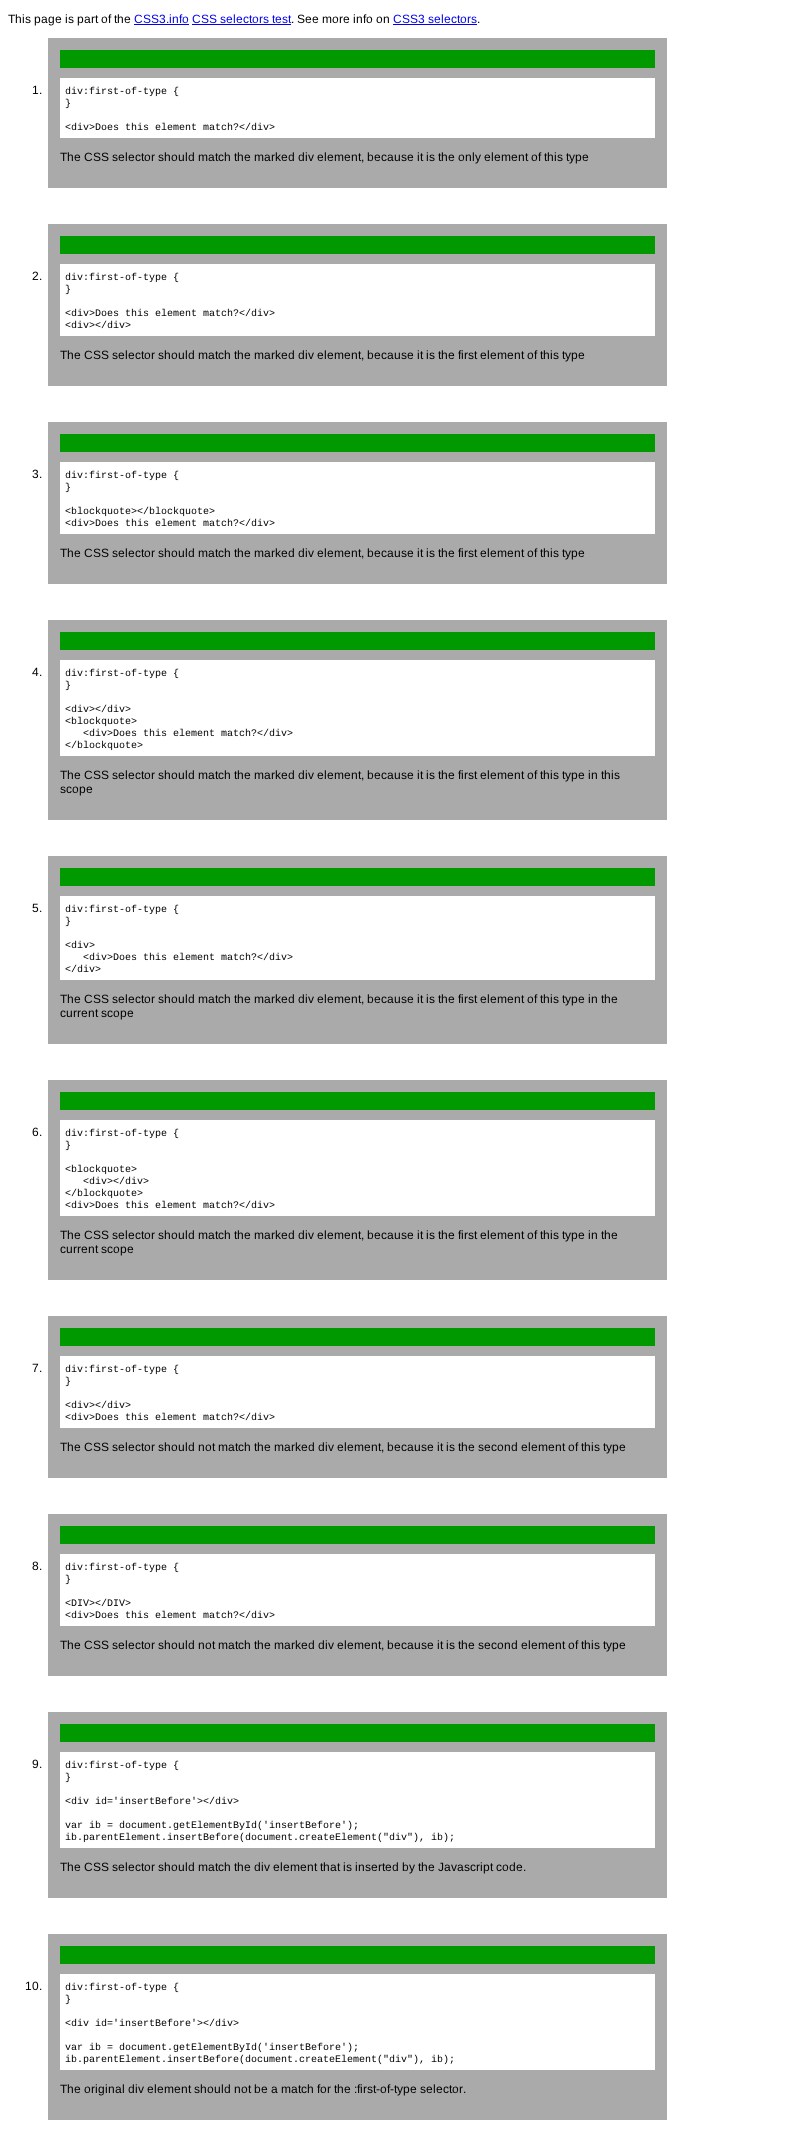 This page is part of the CSS3.info CSS selectors test. See more info on CSS3 selectors.
1.
div:first-of-type {
}
<div>Does this element match?</div>
The CSS selector should match the marked div element, because it is the only element of this type
2.
div:first-of-type {
}
<div>Does this element match?</div>
<div></div>
The CSS selector should match the marked div element, because it is the first element of this type
3.
div:first-of-type {
}
<blockquote></blockquote>
<div>Does this element match?</div>
The CSS selector should match the marked div element, because it is the first element of this type
4.
div:first-of-type {
}
<div></div>
<blockquote>
   <div>Does this element match?</div>
</blockquote>
The CSS selector should match the marked div element, because it is the first element of this type in this
scope
5.
div:first-of-type {
}
<div>
   <div>Does this element match?</div>
</div>
The CSS selector should match the marked div element, because it is the first element of this type in the
current scope
6.
div:first-of-type {
}
<blockquote>
   <div></div>
</blockquote>
<div>Does this element match?</div>
The CSS selector should match the marked div element, because it is the first element of this type in the
current scope
7.
div:first-of-type {
}
<div></div>
<div>Does this element match?</div>
The CSS selector should not match the marked div element, because it is the second element of this type
8.
div:first-of-type {
}
<DIV></DIV>
<div>Does this element match?</div>
The CSS selector should not match the marked div element, because it is the second element of this type
9.
div:first-of-type {
}
<div id='insertBefore'></div>
var ib = document.getElementById('insertBefore');
ib.parentElement.insertBefore(document.createElement("div"), ib);
The CSS selector should match the div element that is inserted by the Javascript code.
10.
div:first-of-type {
}
<div id='insertBefore'></div>
var ib = document.getElementById('insertBefore');
ib.parentElement.insertBefore(document.createElement("div"), ib);
The original div element should not be a match for the :first-of-type selector.